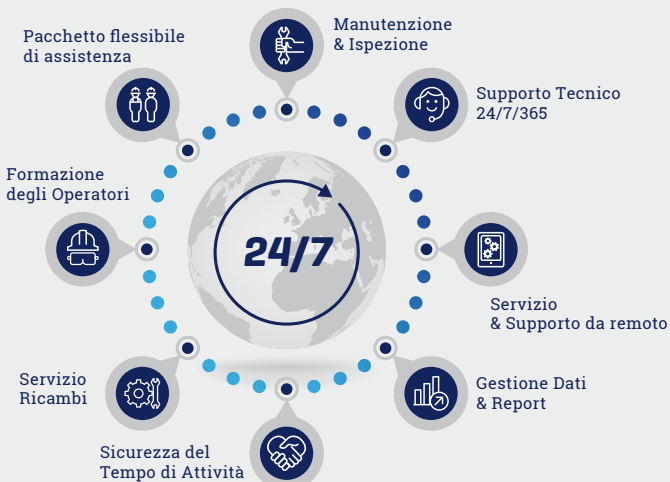 Manutenzione
& Ispezione
Supporto Tecnico
24/7/365
Servizio
& Supporto da remoto
Gestione Dati
& Report
Sicurezza del
Tempo di Attività
Servizio
Ricambi
Formazione
degli Operatori
Pacchetto flessibile
di assistenza
24/7